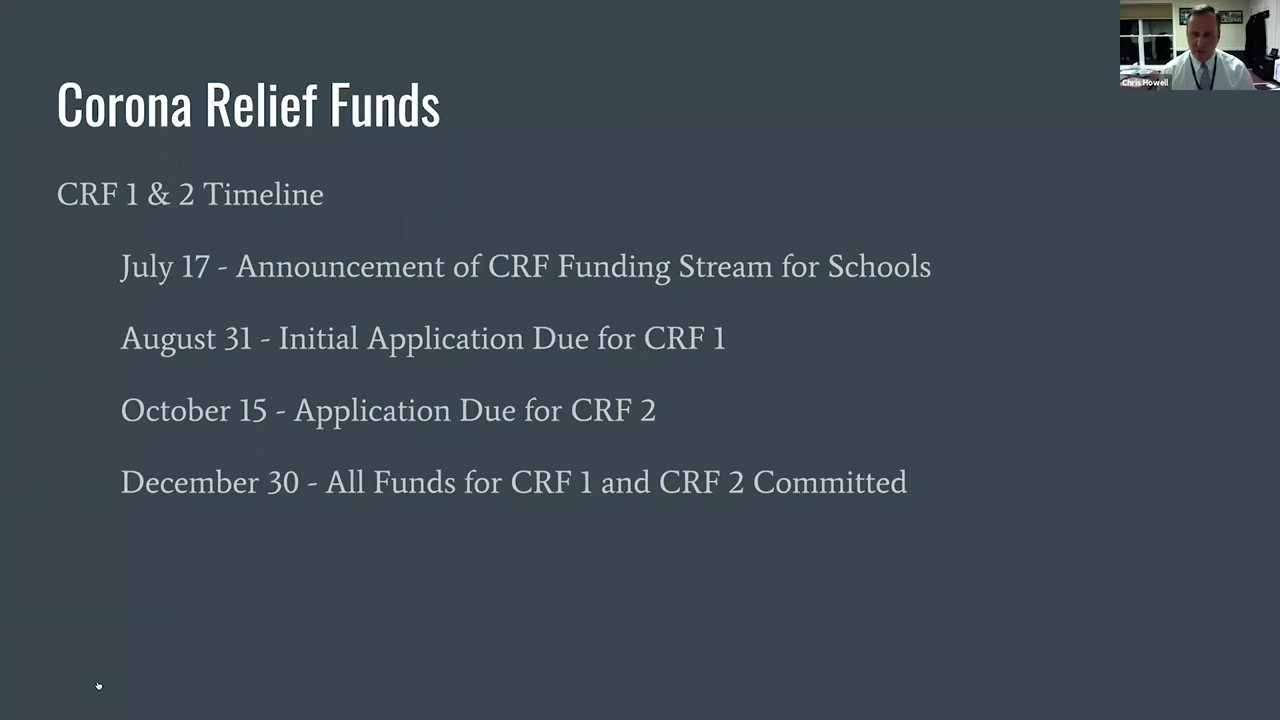 Corona Relief Funds
CRF 1 & 2 Timeline
July 17 - Announcement of CRF Funding Stream for Schools
August 31 - Initial Application Due for CRF 1
October 15 - Application Due for CRF 2
December 30 - All Funds for CRF 1 and CRF 2 Committed
Chris Howell